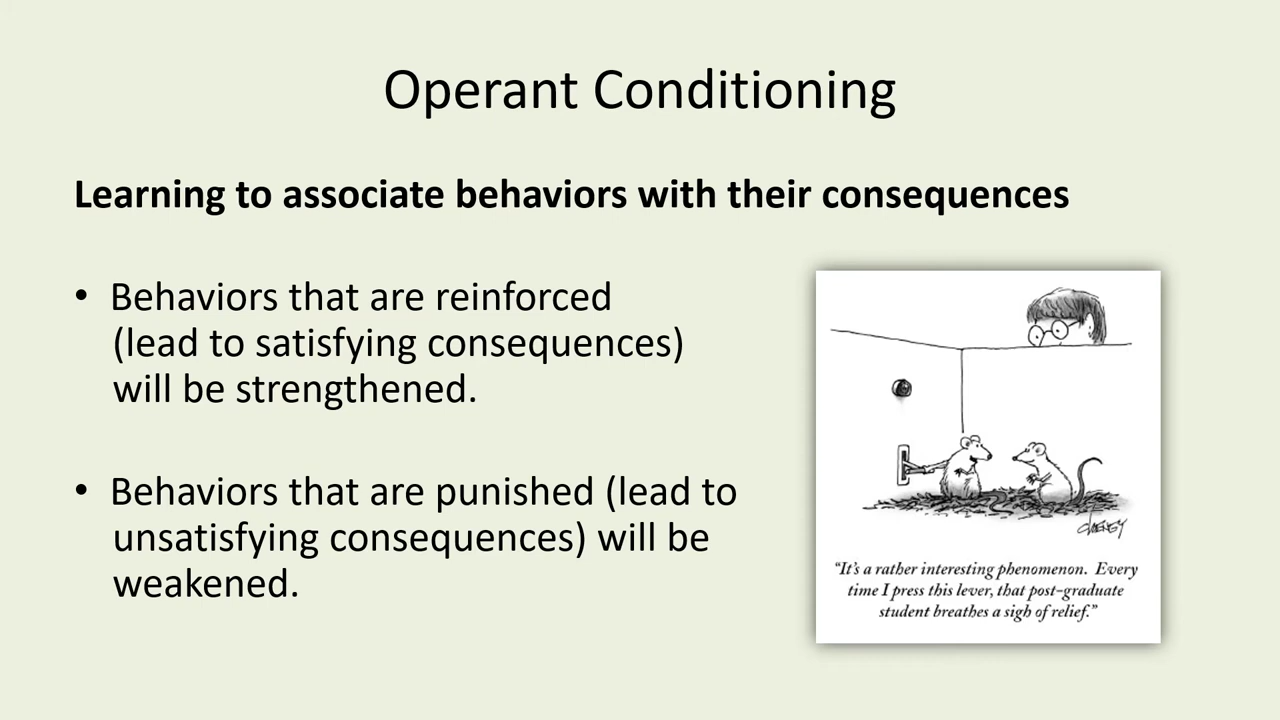 Operant Conditioning
Learning to associate behaviors with their consequences
• Behaviors that are reinforced
(lead to satisfying consequences)
will be strengthened.
• Behaviors that are punished (lead to
unsatisfying consequences) will be
weakened.
CHENEY
“It’s a rather interesting phenomenon. Every
time I press this lever, that post-graduate
student breathes a sigh of relief.”